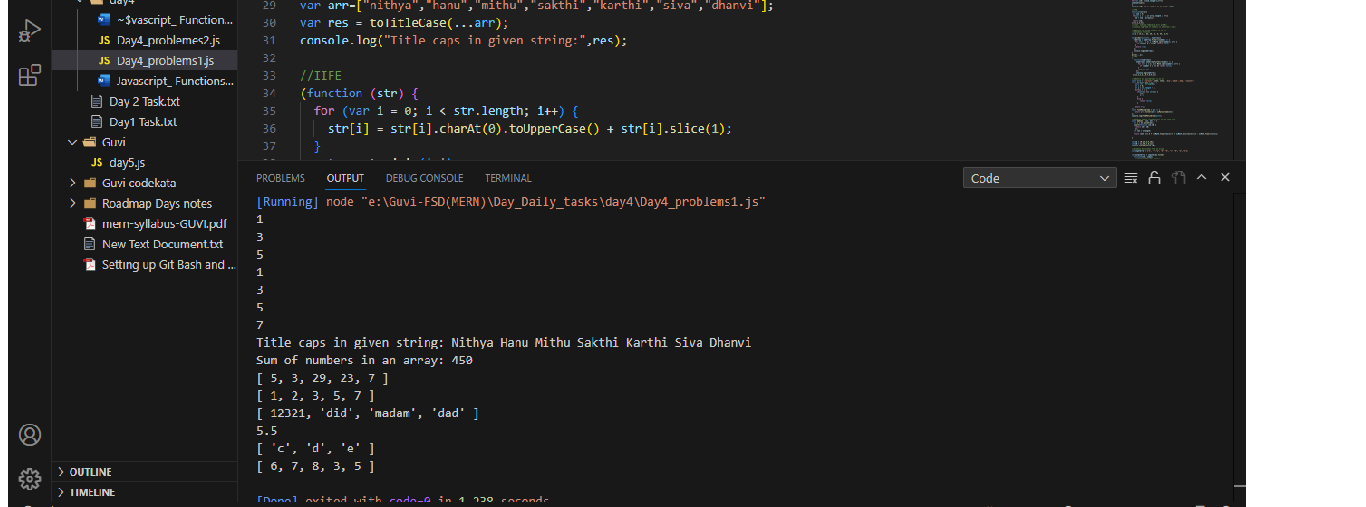 day4
~$vascript_ Function...
JS Day4_problemes2.js
JS Day4_problems1.js
Javascript_ Functions...
Day 2 Task.txt
Day1 Task.txt
Guvi
JS day5.js
Guvi codekata
Roadmap Days notes
mern-syllabus-GUVI.pdf
New Text Document.txt
Setting up Git Bash and ...
OUTLINE
TIMELINE
29 var arr=["nithya","hanu","mithu","sakthi","karthi","siva","dhanvi"];
30 var res = toTitleCase(...arr);
31 console.log("Title caps in given string:",res);
32
33 //IIFE
34 (function (str) {
35 for (var i = 0; i < str.length; i++) {
36 str[i] = str[i].charAt(0).toUpperCase() + str[i].slice(1);
37 }
PROBLEMS OUTPUT DEBUG CONSOLE TERMINAL Code
[Running] node "e:\Guvi-FSD(MERN)\Day_Daily_tasks\day4\Day4_problems1.js"
1
3
5
1
3
5
7
Title caps in given string: Nithya Hanu Mithu Sakthi Karthi Siva Dhanvi
Sum of numbers in an array: 450
[ 5, 3, 29, 23, 7 ]
[ 1, 2, 3, 5, 7 ]
[ 12321, 'did', 'madam', 'dad' ]
5.5
[ 'c', 'd', 'e' ]
[ 6, 7, 8, 3, 5 ]
[Done] exited with code=0 in 1.238 seconds